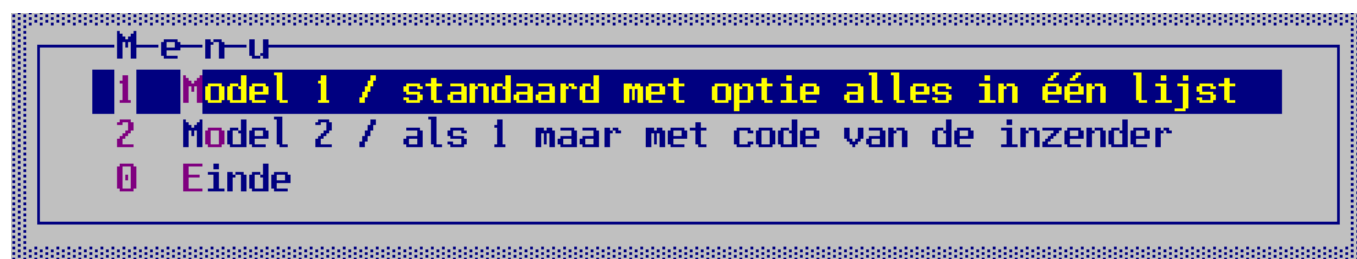 M-e-n-u
1 Model 1 / standaard met optie alles in één lijst
2 Model 2 / als 1 maar met code van de inzender
0 Einde